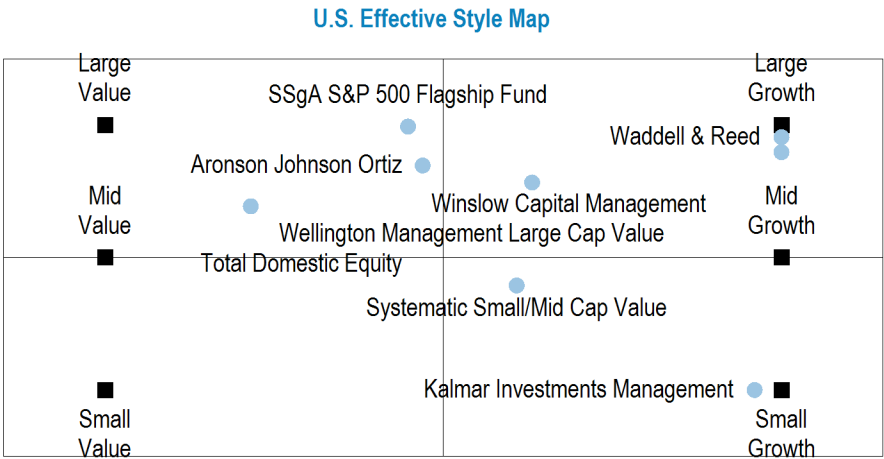 U.S. Effective Style Map
Large
Value
Large
Growth
SSgA S&P 500 Flagship Fund
Waddell & Reed
Aronson Johnson Ortiz
Mid
Value
Mid
Growth
Winslow Capital Management
Wellington Management Large Cap Value
Total Domestic Equity
Systematic Small/Mid Cap Value
Kalmar Investments Management
Small
Value
Small
Growth